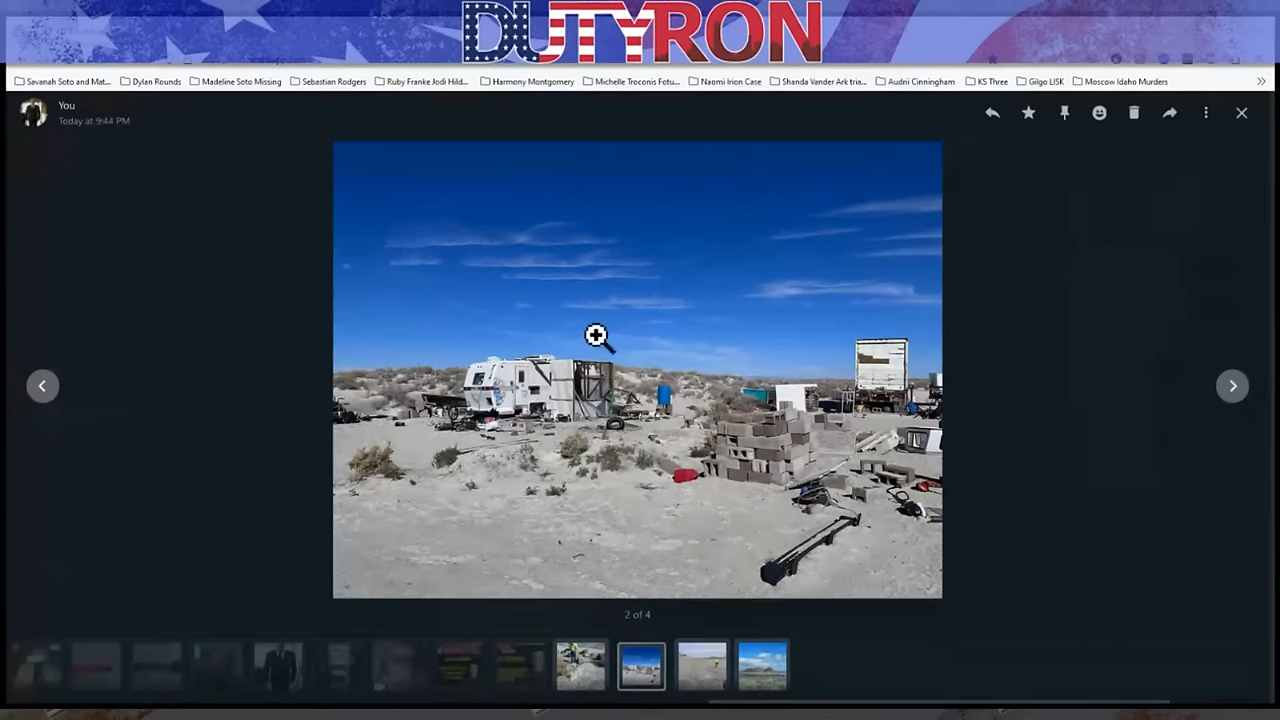 DUTYRON
Savanah Soto and Mat... Dylan Rounds Madeline Soto Missing Sebastian Rodgers Ruby Franke Jodi Hild... Harmony Montgomery Michelle Troconis Fotu... Naomi Irion Case Shanda Vander Ark tria... Audrii Cinningham KS Three Gilgo LISK Moscow Idaho Murders
You
Today at 9:44 PM
2 of 4